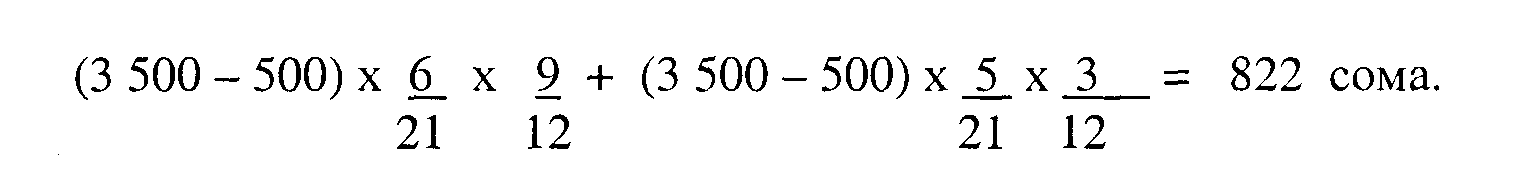 (3 500 – 500) x 6 x 9 + (3 500 – 500) x 5 x 3 = 822 сома.
21 12 21 12